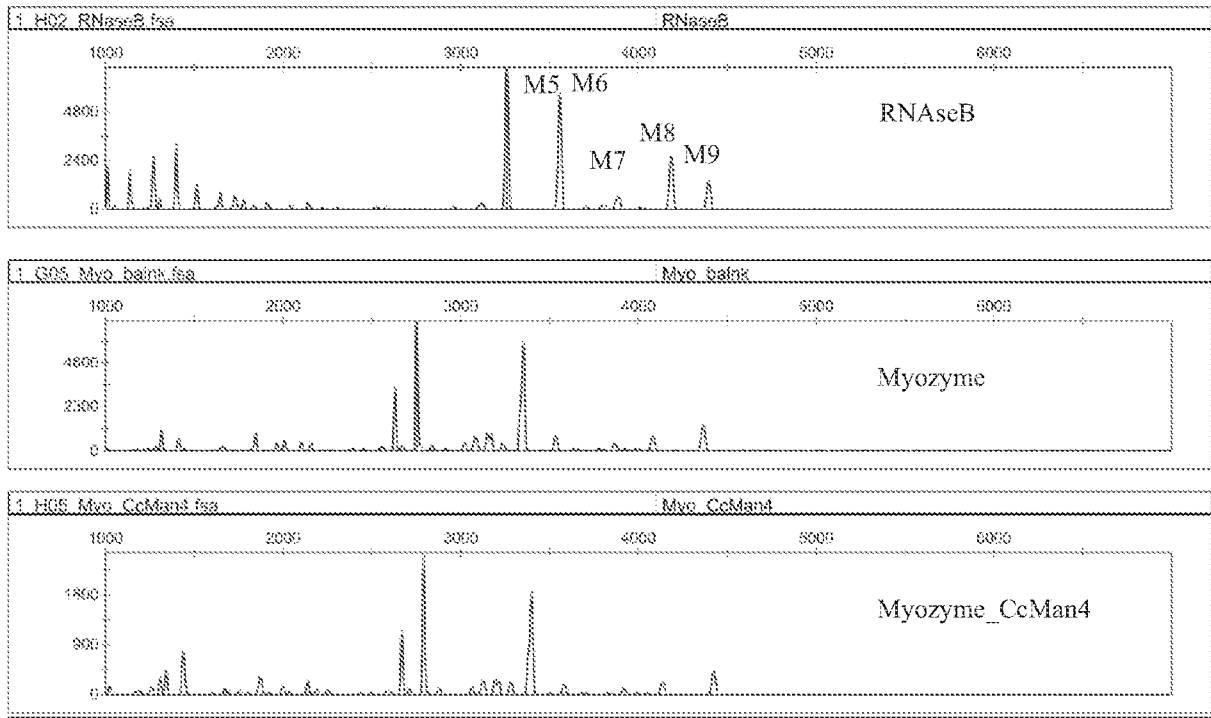 1_H02_RNaseB.fsa RNaseB
1000 2000 3000 4000 5000 6000
M5 M6
4800
RNAseB
M8
M9
M7
2400
0
1_G05_Myo_balnk.fsa Myo_balnk
1000 2000 3000 4000 5000 6000
4800
Myozyme
0
1_H05_Myo_CcMan4.fsa Myo_CcMan4
1000 2000 3000 4000 5000 6000
1800
Myozyme_CcMan4
900
0